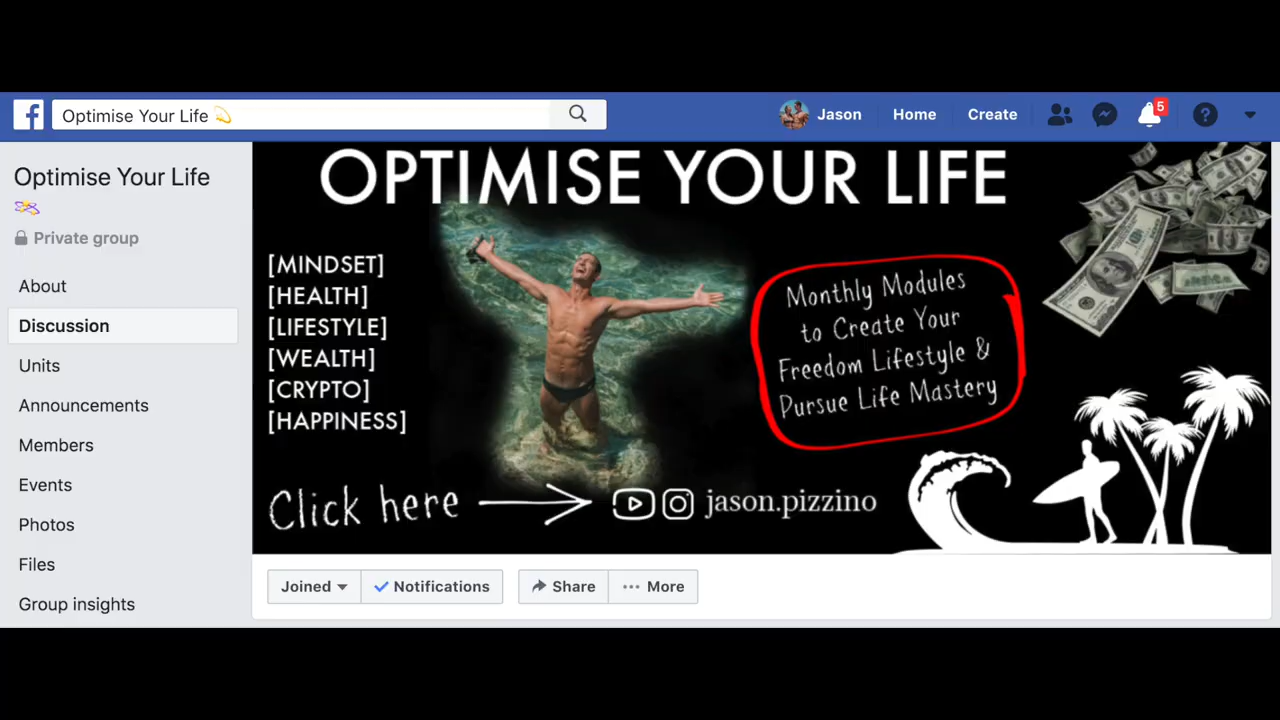 f
Optimise Your Life 💫
Jason
Home
Create
5
?
Optimise Your Life
💫
Private group
About
Discussion
Units
Announcements
Members
Events
Photos
Files
Group insights
OPTIMISE YOUR LIFE
[MINDSET]
[HEALTH]
[LIFESTYLE]
[WEALTH]
[CRYPTO]
[HAPPINESS]
Monthly Modules
to Create Your
Freedom Lifestyle &
Pursue Life Mastery
Click here
jason.pizzino
Joined
Notifications
Share
More